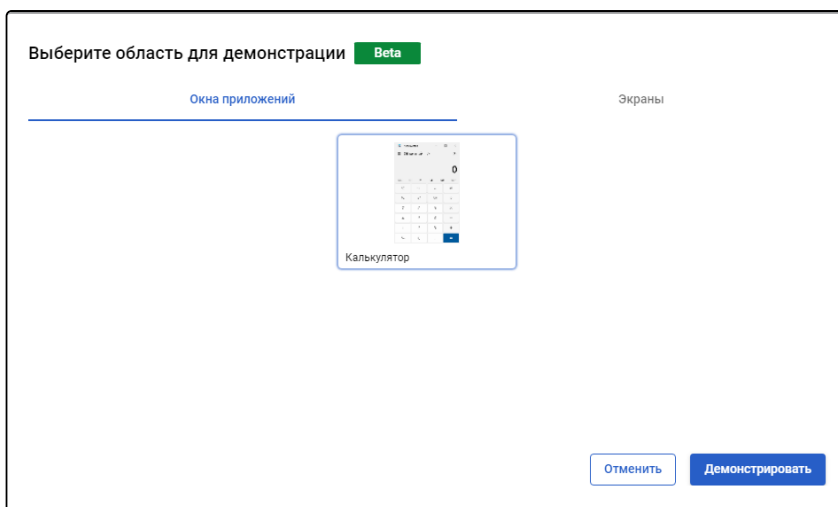 Выберите область для демонстрации Beta
Окна приложений Экраны
0
Калькулятор
Отменить Демонстрировать